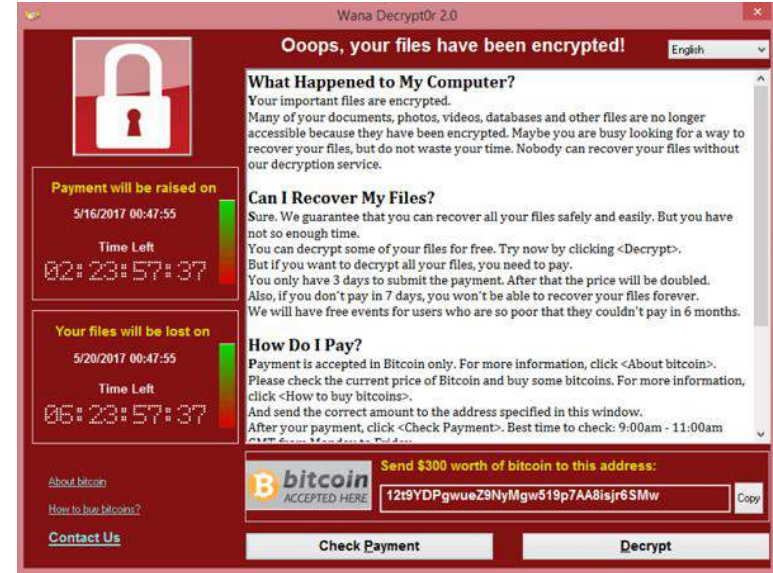 Wana Decrypt0r 2.0
Ooops, your files have been encrypted!
English
What Happened to My Computer?
Your important files are encrypted.
Many of your documents, photos, videos, databases and other files are no longer
accessible because they have been encrypted. Maybe you are busy looking for a way to
recover your files, but do not waste your time. Nobody can recover your files without
our decryption service.
Can I Recover My Files?
Sure. We guarantee that you can recover all your files safely and easily. But you have
not so enough time.
You can decrypt some of your files for free. Try now by clicking <Decrypt>.
But if you want to decrypt all your files, you need to pay.
You only have 3 days to submit the payment. After that the price will be doubled.
Also, if you don't pay in 7 days, you won't be able to recover your files forever.
We will have free events for users who are so poor that they couldn't pay in 6 months.
How Do I Pay?
Payment is accepted in Bitcoin only. For more information, click <About bitcoin>.
Please check the current price of Bitcoin and buy some bitcoins. For more information,
click <How to buy bitcoins>.
And send the correct amount to the address specified in this window.
After your payment, click <Check Payment>. Best time to check: 9:00am - 11:00am
GMT from Monday to Friday.
Payment will be raised on
5/16/2017 00:47:55
Time Left
02:23:57:37
Your files will be lost on
5/20/2017 00:47:55
Time Left
06:23:57:37
About bitcoin
How to buy bitcoins?
Contact Us
bitcoin
ACCEPTED HERE
Send $300 worth of bitcoin to this address:
12t9YDPgwueZ9NyMgw519p7AA8isjr6SMw
Copy
Check Payment
Decrypt